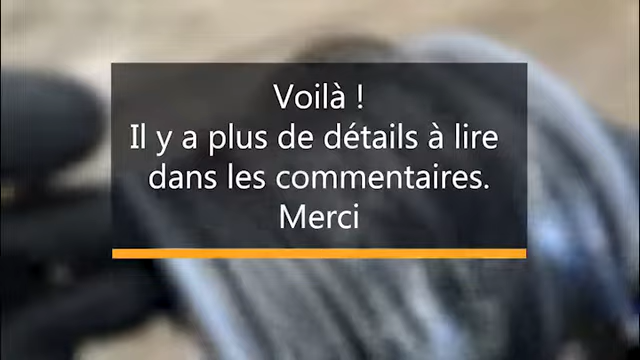 Voilà !
Il y a plus de détails à lire
dans les commentaires.
Merci